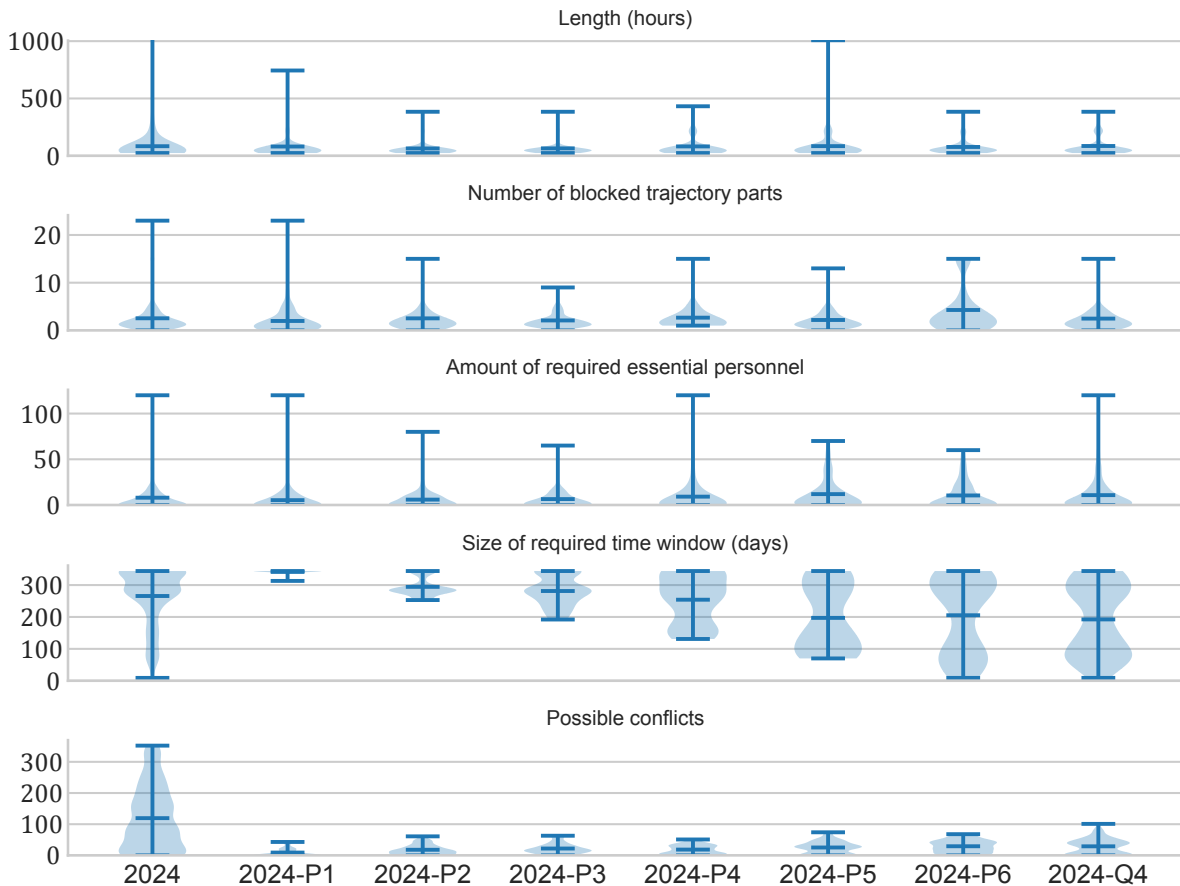 Length (hours)
1000
500
0
Number of blocked trajectory parts
20
10
0
Amount of required essential personnel
100
50
0
Size of required time window (days)
300
200
100
0
Possible conflicts
300
200
100
0
2024 2024-P1 2024-P2 2024-P3 2024-P4 2024-P5 2024-P6 2024-Q4